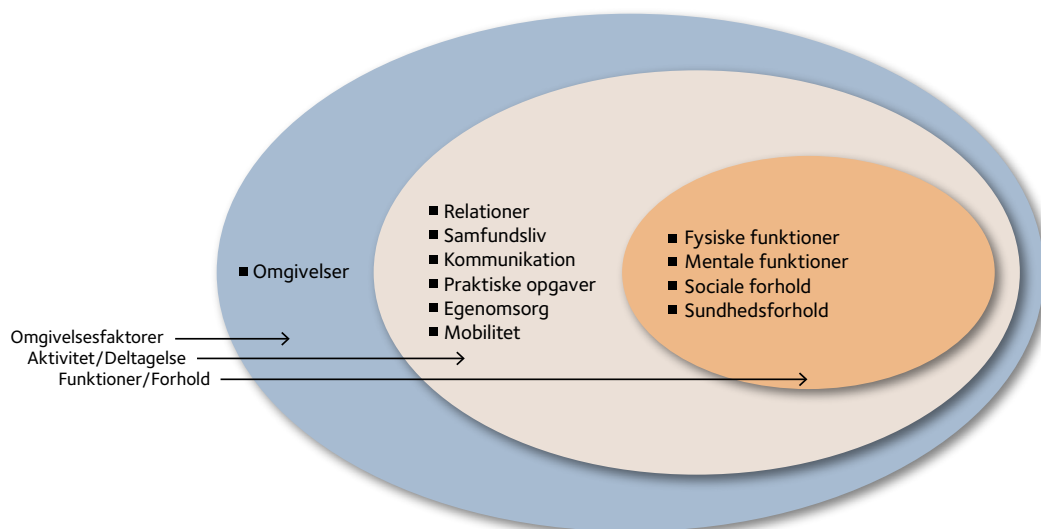 ■ Relationer
■ Samfundsliv
■ Kommunikation
■ Praktiske opgaver
■ Egenomsorg
■ Mobilitet
■ Fysiske funktioner
■ Mentale funktioner
■ Sociale forhold
■ Sundhedsforhold
■ Omgivelser
Omgivelsesfaktorer
Aktivitet/Deltagelse
Funktioner/Forhold